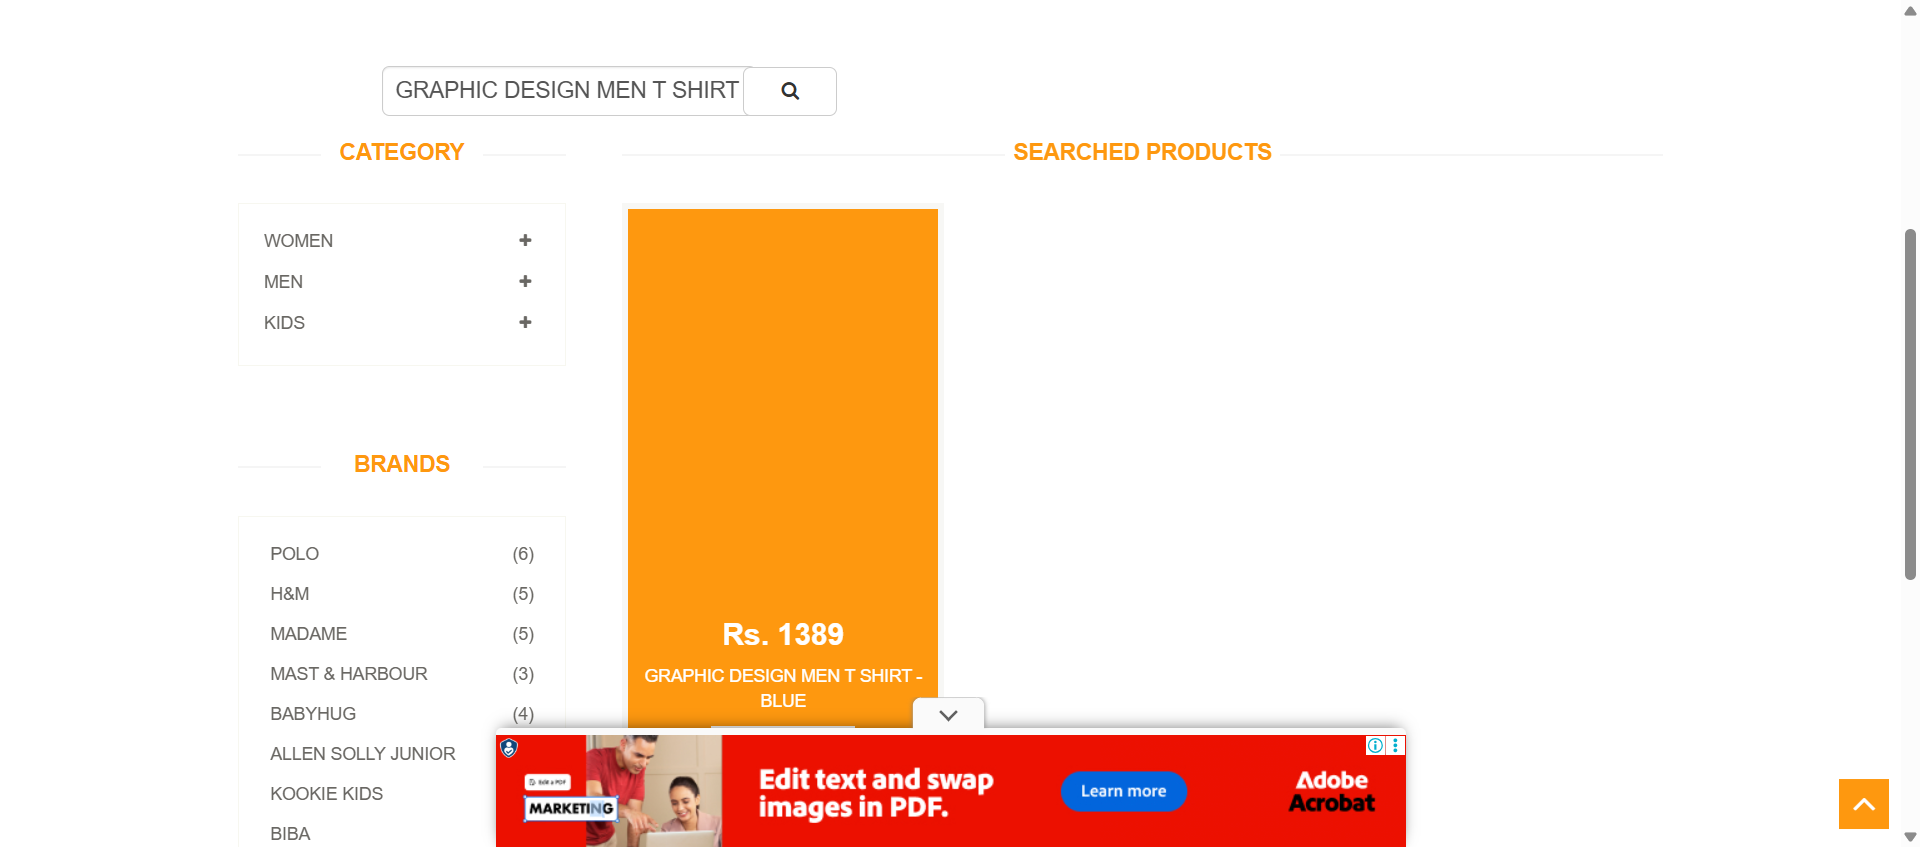 GRAPHIC DESIGN MEN T SHIRT
CATEGORY
SEARCHED PRODUCTS
WOMEN
MEN
KIDS
BRANDS
POLO (6)
H&M (5)
MADAME (5)
MAST & HARBOUR (3)
BABYHUG (4)
ALLEN SOLLY JUNIOR
KOOKIE KIDS
BIBA
Rs. 1389
GRAPHIC DESIGN MEN T SHIRT -
BLUE
Edit a PDF
MARKETING
Edit text and swap
images in PDF.
Learn more
Adobe
Acrobat